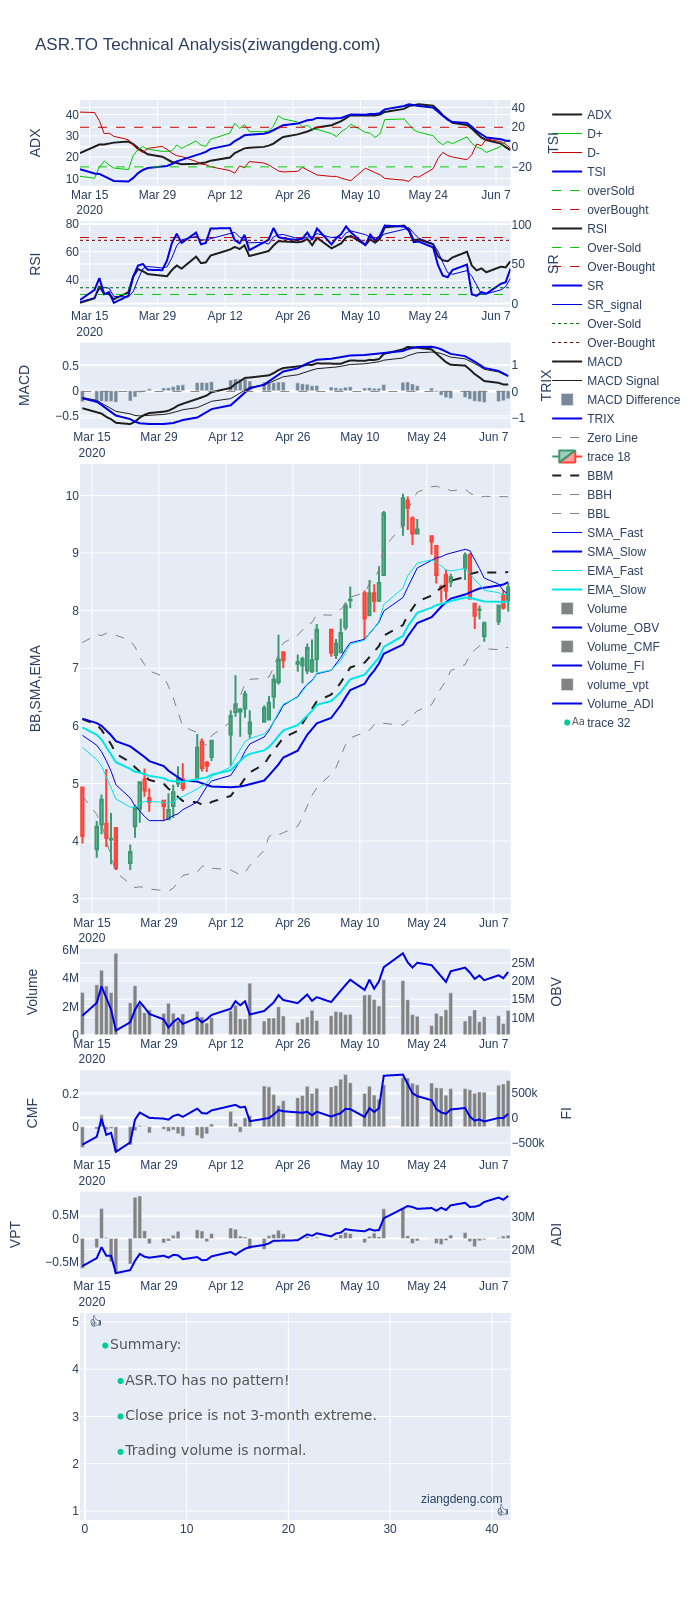 ASR.TO Technical Analysis(ziwangdeng.com)
ADX
40
30
20
10
40
20
0
−20
TSI
Mar 15
2020
Mar 29
Apr 12
Apr 26
May 10
May 24
Jun 7
RSI
80
60
40
100
50
0
SR
Mar 15
2020
Mar 29
Apr 12
Apr 26
May 10
May 24
Jun 7
MACD
0.5
0
−0.5
1
0
−1
TRIX
Mar 15
2020
Mar 29
Apr 12
Apr 26
May 10
May 24
Jun 7
BB,SMA,EMA
10
9
8
7
6
5
4
3
Mar 15
2020
Mar 29
Apr 12
Apr 26
May 10
May 24
Jun 7
Volume
6M
4M
2M
0
25M
20M
15M
10M
OBV
Mar 15
2020
Mar 29
Apr 12
Apr 26
May 10
May 24
Jun 7
CMF
0.2
0
500k
0
−500k
FI
Mar 15
2020
Mar 29
Apr 12
Apr 26
May 10
May 24
Jun 7
VPT
0.5M
0
−0.5M
30M
20M
ADI
Mar 15
2020
Mar 29
Apr 12
Apr 26
May 10
May 24
Jun 7
5
4
3
2
1
Summary:
ASR.TO has no pattern!
Close price is not 3-month extreme.
Trading volume is normal.
ziangdeng.com
0
10
20
30
40
ADX
D+
D-
TSI
overSold
overBought
RSI
Over-Sold
Over-Bought
SR
SR_signal
Over-Sold
Over-Bought
MACD
MACD Signal
MACD Difference
TRIX
Zero Line
trace 18
BBM
BBH
BBL
SMA_Fast
SMA_Slow
EMA_Fast
EMA_Slow
Volume
Volume_OBV
Volume_CMF
Volume_FI
volume_vpt
Volume_ADI
Aa trace 32